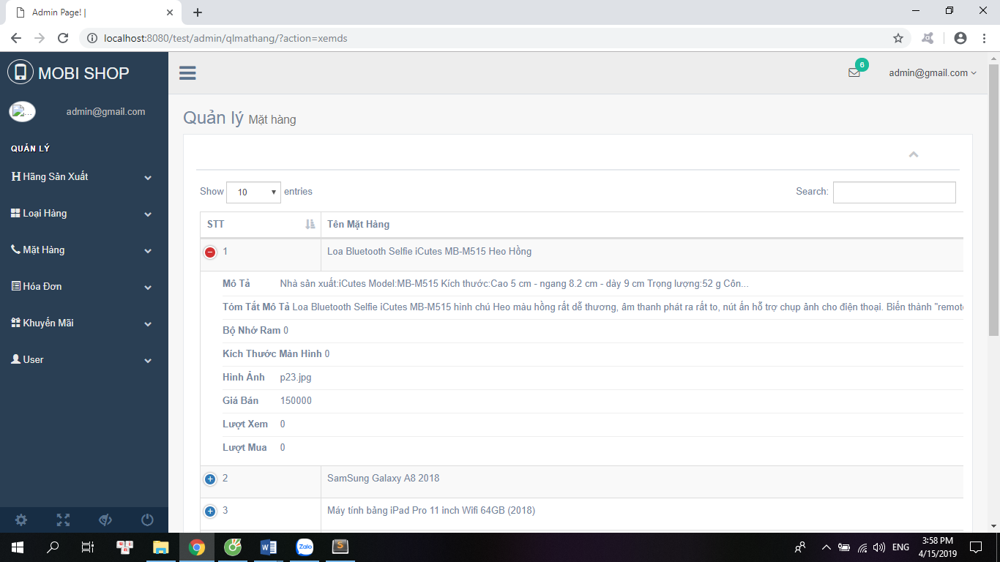 Admin Page! |
localhost:8080/test/admin/qlmathang/?action=xemds
MOBI SHOP
6
admin@gmail.com
admin@gmail.com
QUẢN LÝ
Hãng Sản Xuất
Loại Hàng
Mặt Hàng
Hóa Đơn
Khuyến Mãi
User
Quản lý Mặt hàng
Show 10 entries
Search:
STT Tên Mặt Hàng
1 Loa Bluetooth Selfie iCutes MB-M515 Heo Hồng
Mô Tả Nhà sản xuất:iCutes Model:MB-M515 Kích thước:Cao 5 cm - ngang 8.2 cm - dày 9 cm Trọng lượng:52 g Côn...
Tóm Tắt Mô Tả Loa Bluetooth Selfie iCutes MB-M515 hình chú Heo màu hồng rất dễ thương, âm thanh phát ra rất to, nút ấn hỗ trợ chụp ảnh cho điện thoại. Biến thành "remot
Bộ Nhớ Ram 0
Kích Thước Màn Hình 0
Hình Ảnh p23.jpg
Giá Bán 150000
Lượt Xem 0
Lượt Mua 0
2 SamSung Galaxy A8 2018
3 Máy tính bảng iPad Pro 11 inch Wifi 64GB (2018)
Zalo
ENG
3:58 PM
4/15/2019